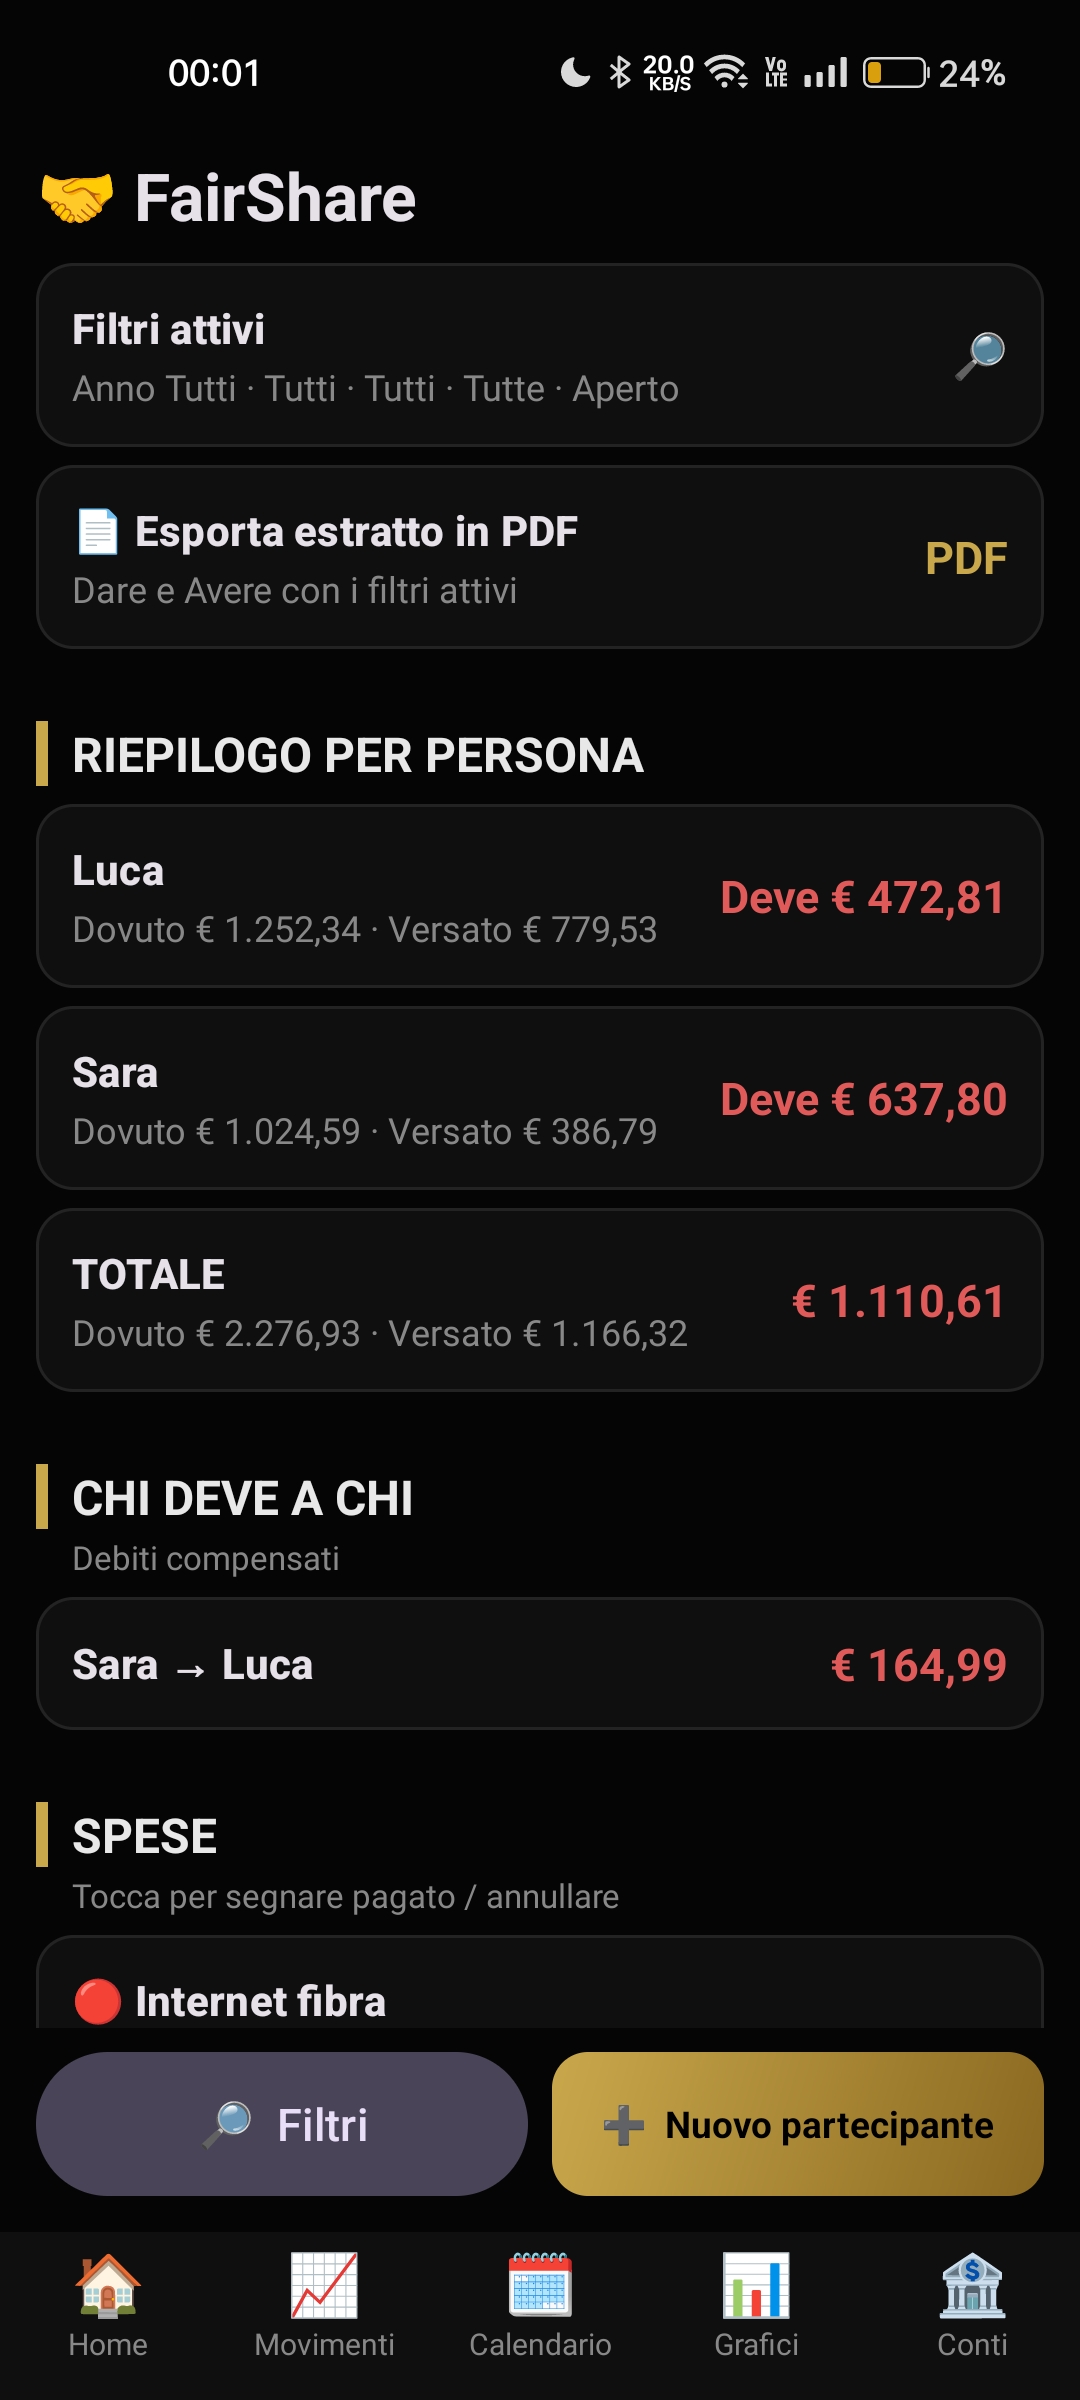 00:01 20.0 KB/S Vo LTE 24%
FairShare
Filtri attivi
Anno Tutti · Tutti · Tutti · Tutte · Aperto
Esporta estratto in PDF
Dare e Avere con i filtri attivi
PDF
RIEPILOGO PER PERSONA
Luca
Dovuto € 1.252,34 · Versato € 779,53
Deve € 472,81
Sara
Dovuto € 1.024,59 · Versato € 386,79
Deve € 637,80
TOTALE
Dovuto € 2.276,93 · Versato € 1.166,32
€ 1.110,61
CHI DEVE A CHI
Debiti compensati
Sara → Luca € 164,99
SPESE
Tocca per segnare pagato / annullare
Internet fibra
Filtri
Nuovo partecipante
Home Movimenti Calendario Grafici Conti